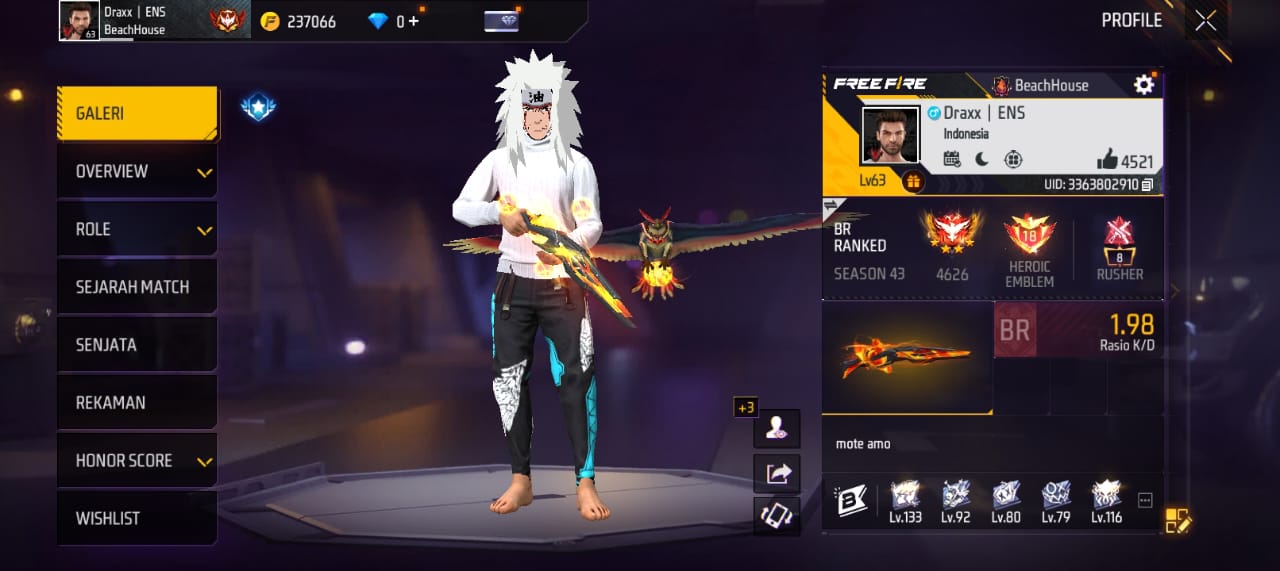 Draxx | ENS
63
BeachHouse
237066
0 +
PROFILE
GALERI
OVERVIEW
ROLE
SEJARAH MATCH
SENJATA
REKAMAN
HONOR SCORE
WISHLIST
油
+3
FREE FIRE
BeachHouse
Draxx | ENS
Indonesia
4521
Lv63
UID: 3363802910
BR
RANKED
SEASON 43
4626
18
HEROIC
EMBLEM
8
RUSHER
BR
1.98
Rasio K/D
mote amo
B
Lv.133
Lv.92
Lv.80
Lv.79
Lv.116